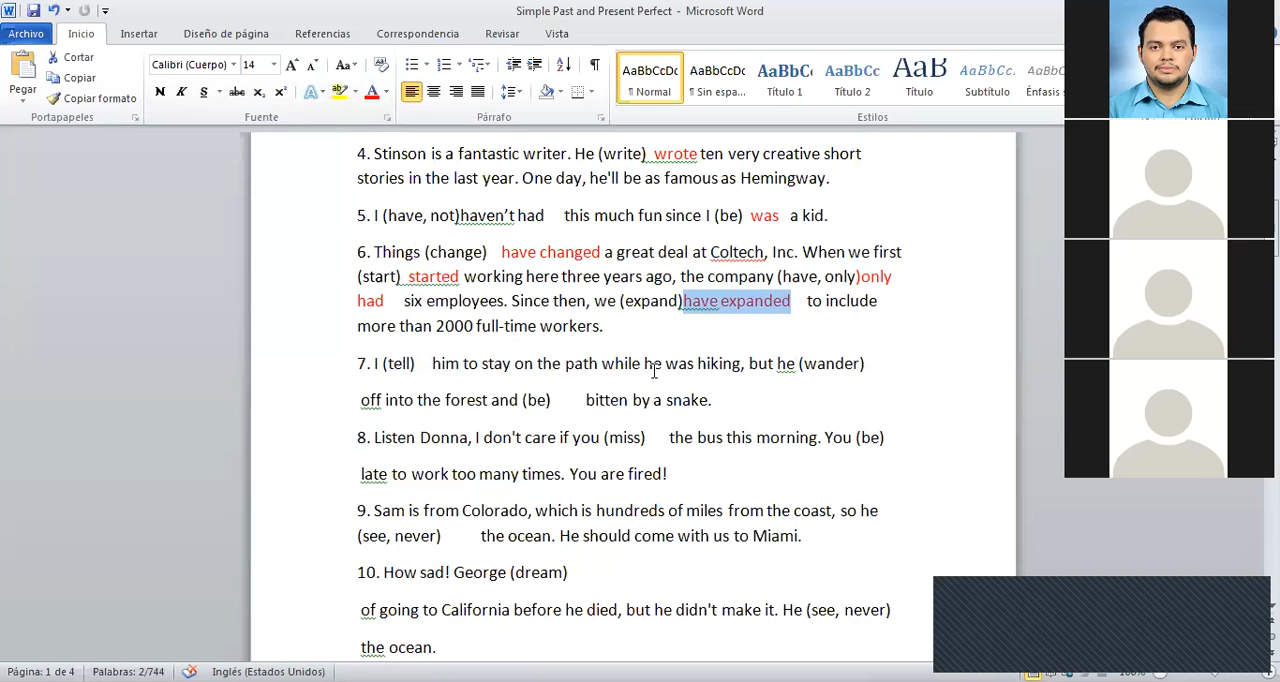 Simple Past and Present Perfect - Microsoft Word
Archivo Inicio Insertar Diseño de página Referencias Correspondencia Revisar Vista
Pegar
Cortar
Copiar
Copiar formato
Portapapeles
Calibri (Cuerpo) 14
N K S abc x₂ x²
Fuente
Párrafo
AaBbCcDc AaBbCcDc AaBbC AaBbCc AaB AaBbCc. AaBbCc
¶ Normal ¶ Sin espa... Título 1 Título 2 Título Subtítulo Énfasis s
Estilos
4. Stinson is a fantastic writer. He (write) wrote ten very creative short
stories in the last year. One day, he'll be as famous as Hemingway.
5. I (have, not)haven’t had this much fun since I (be) was a kid.
6. Things (change) have changed a great deal at Coltech, Inc. When we first
(start) started working here three years ago, the company (have, only)only
had six employees. Since then, we (expand)have expanded to include
more than 2000 full-time workers.
7. I (tell) him to stay on the path while he was hiking, but he (wander)
off into the forest and (be) bitten by a snake.
8. Listen Donna, I don't care if you (miss) the bus this morning. You (be)
late to work too many times. You are fired!
9. Sam is from Colorado, which is hundreds of miles from the coast, so he
(see, never) the ocean. He should come with us to Miami.
10. How sad! George (dream)
of going to California before he died, but he didn't make it. He (see, never)
the ocean.
Página: 1 de 4 Palabras: 2/744 Inglés (Estados Unidos)